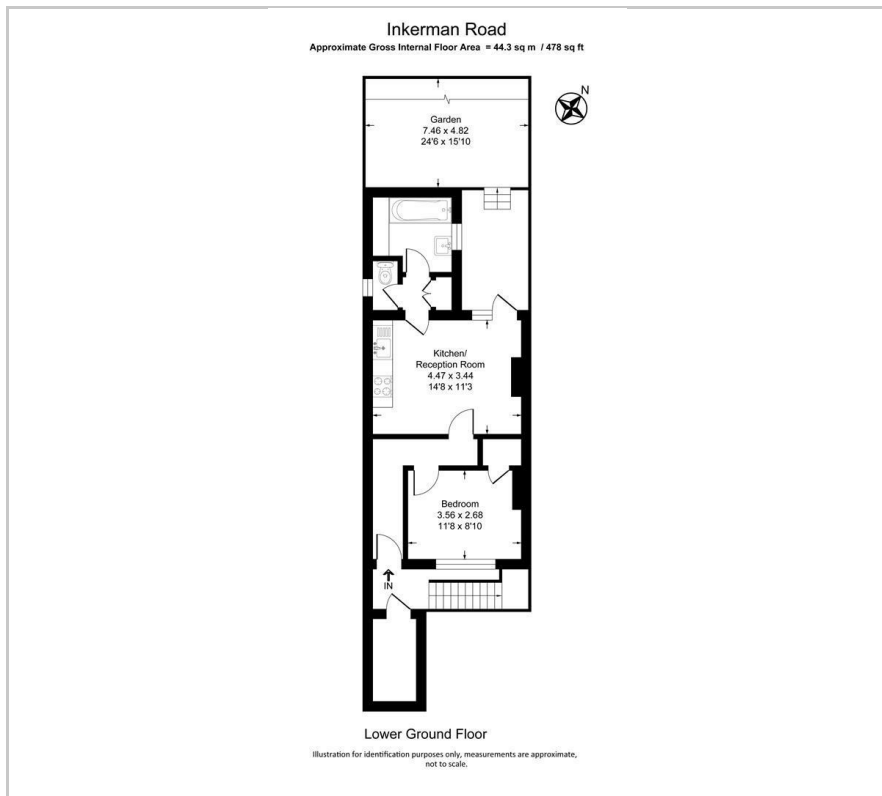 Inkerman Road
Approximate Gross Internal Floor Area = 44.3 sq m / 478 sq ft
N
Garden
7.46 x 4.82
24'6 x 15'10
Kitchen/
Reception Room
4.47 x 3.44
14'8 x 11'3
Bedroom
3.56 x 2.68
11'8 x 8'10
IN
Lower Ground Floor
Illustration for identification purposes only, measurements are approximate,
not to scale.